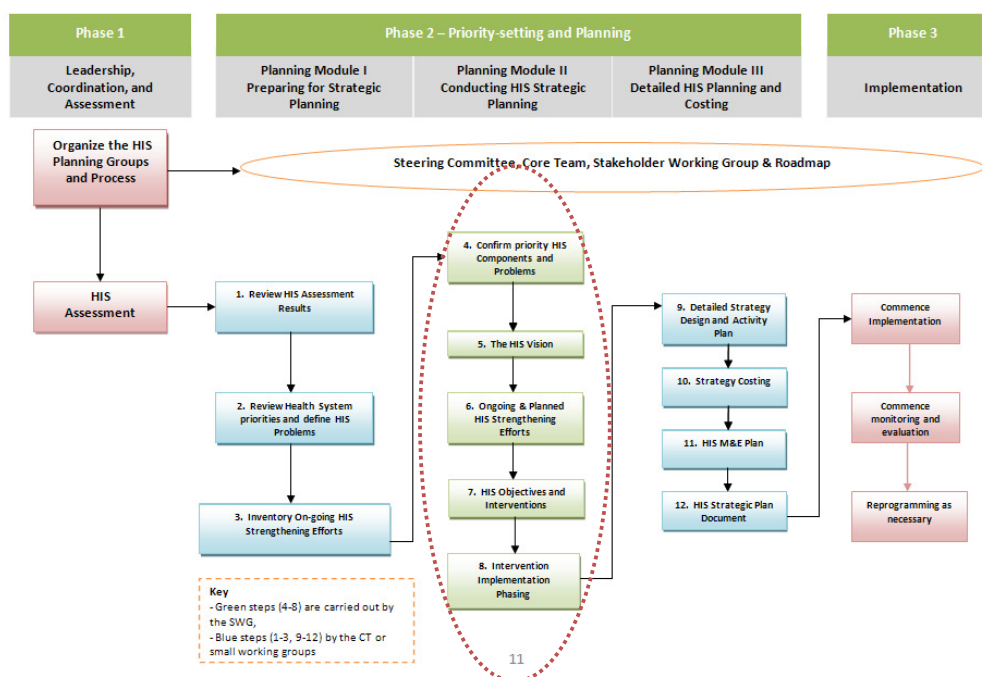 Phase 1
Phase 2 – Priority-setting and Planning
Phase 3
Leadership,
Coordination, and
Assessment
Planning Module I
Preparing for Strategic
Planning
Planning Module II
Conducting HIS Strategic
Planning
Planning Module III
Detailed HIS Planning and
Costing
Implementation
Organize the HIS
Planning Groups
and Process
Steering Committee, Core Team, Stakeholder Working Group & Roadmap
HIS
Assessment
1. Review HIS Assessment
Results
2. Review Health System
priorities and define HIS
Problems
3. Inventory On-going HIS
Strengthening Efforts
4. Confirm priority HIS
Components and
Problems
5. The HIS Vision
6. Ongoing & Planned
HIS Strengthening
Efforts
7. HIS Objectives and
Interventions
8. Intervention
Implementation
Phasing
9. Detailed Strategy
Design and Activity
Plan
10. Strategy Costing
11. HIS M&E Plan
12. HIS Strategic Plan
Document
Commence
Implementation
Commence
monitoring and
evaluation
Reprogramming as
necessary
Key
- Green steps (4-8) are carried out by
the SWG,
- Blue steps (1-3, 9-12) by the CT or
small working groups
11